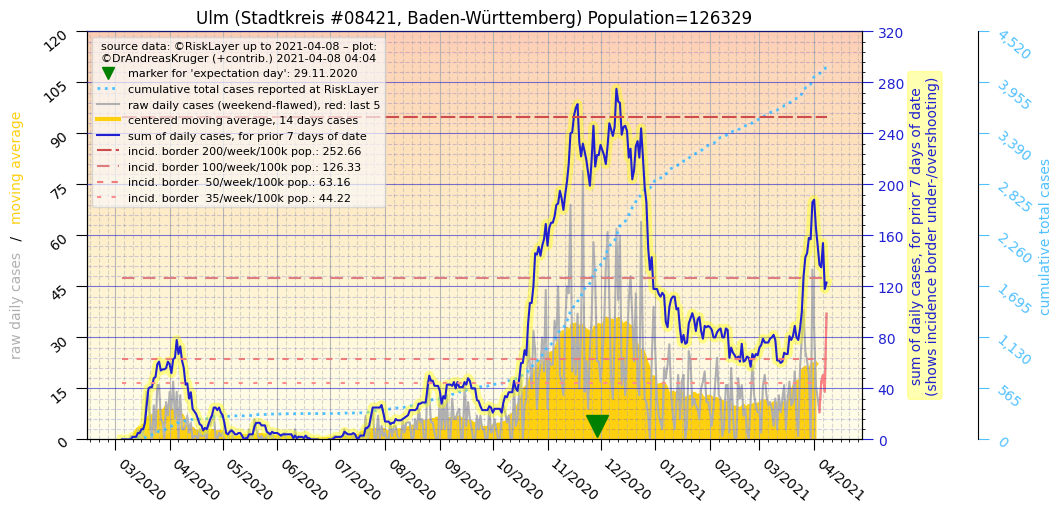 Ulm (Stadtkreis #08421, Baden-Württemberg) Population=126329
source data: ©RiskLayer up to 2021-04-08 – plot:
©DrAndreasKruger (+contrib.) 2021-04-08 04:04
marker for 'expectation day': 29.11.2020
cumulative total cases reported at RiskLayer
raw daily cases (weekend-flawed), red: last 5
centered moving average, 14 days cases
sum of daily cases, for prior 7 days of date
incid. border 200/week/100k pop.: 252.66
incid. border 100/week/100k pop.: 126.33
incid. border  50/week/100k pop.: 63.16
incid. border  35/week/100k pop.: 44.22
raw daily cases / moving average
120
105
90
75
60
45
30
15
0
03/2020
04/2020
05/2020
06/2020
07/2020
08/2020
09/2020
10/2020
11/2020
12/2020
01/2021
02/2021
03/2021
04/2021
320
280
240
200
160
120
80
40
0
sum of daily cases, for prior 7 days of date
(shows incidence border under-/overshooting)
4,520
3,955
3,390
2,825
2,260
1,695
1,130
565
0
cumulative total cases